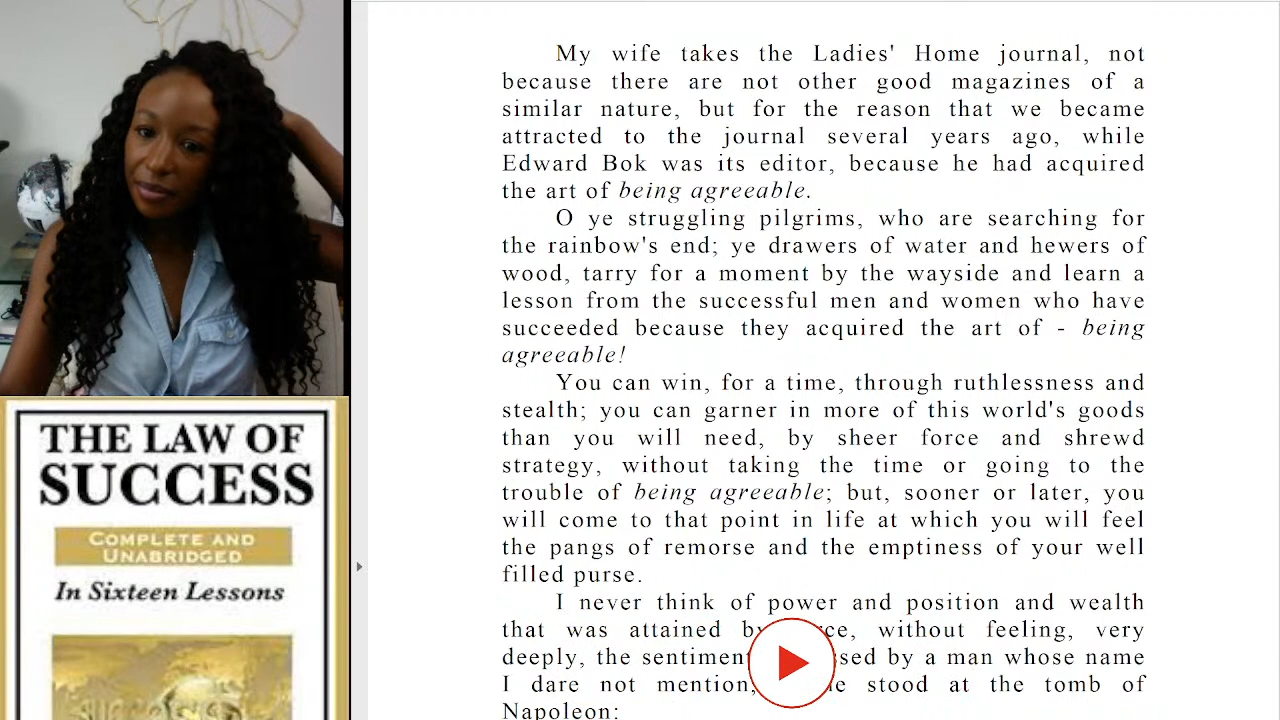 My wife takes the Ladies' Home journal, not
because there are not other good magazines of a
similar nature, but for the reason that we became
attracted to the journal several years ago, while
Edward Bok was its editor, because he had acquired
the art of being agreeable.
O ye struggling pilgrims, who are searching for
the rainbow's end; ye drawers of water and hewers of
wood, tarry for a moment by the wayside and learn a
lesson from the successful men and women who have
succeeded because they acquired the art of - being
agreeable!
You can win, for a time, through ruthlessness and
stealth; you can garner in more of this world's goods
than you will need, by sheer force and shrewd
strategy, without taking the time or going to the
trouble of being agreeable; but, sooner or later, you
will come to that point in life at which you will feel
the pangs of remorse and the emptiness of your well
filled purse.
I never think of power and position and wealth
that was attained by without feeling, very
deeply, the sentiment by a man whose name
I dare not mention, stood at the tomb of
Napoleon:
THE LAW OF
SUCCESS
COMPLETE AND
UNABRIDGED
In Sixteen Lessons